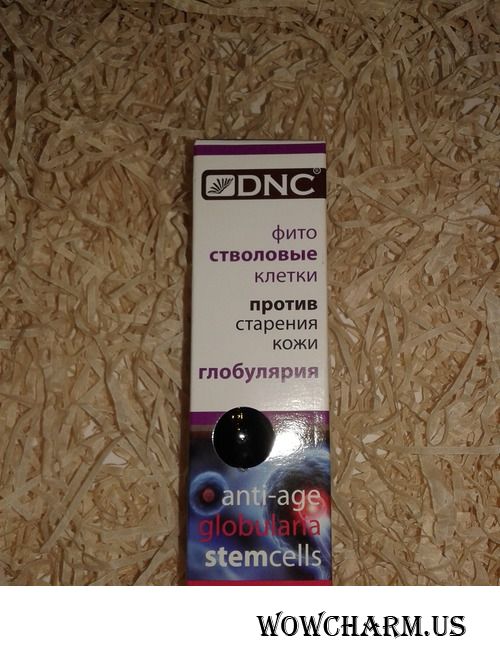 DNC®
фито
стволовые
клетки
против
старения
кожи
глобулярия
anti-age
globularia
stemcells
WOWCHARM.US